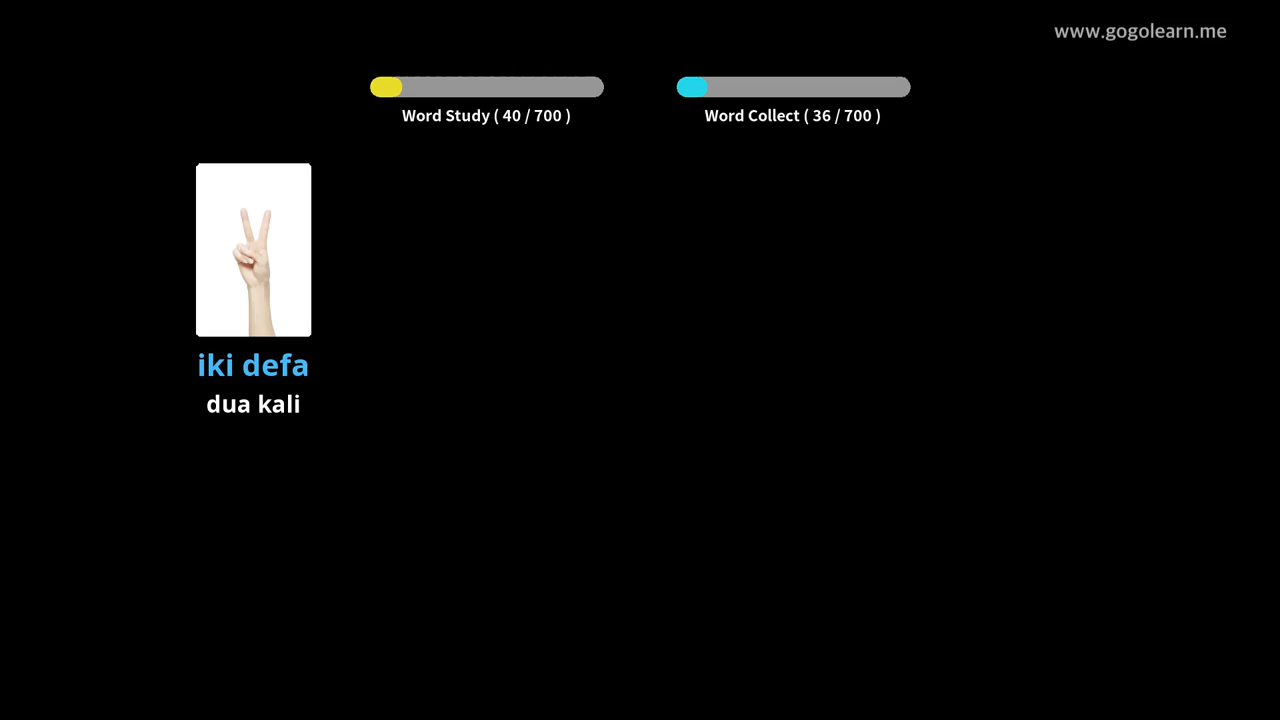 www.gogolearn.me
Word Study ( 40 / 700 )
Word Collect ( 36 / 700 )
iki defa
dua kali